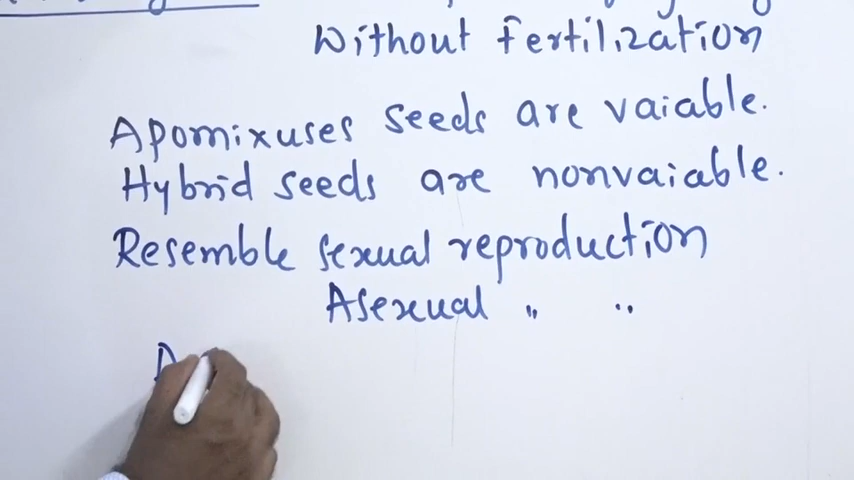 Without Fertilization
Apomixuses seeds are vaiable.
Hybrid seeds are nonvaiable.
Resemble sexual reproduction
Asexual " "